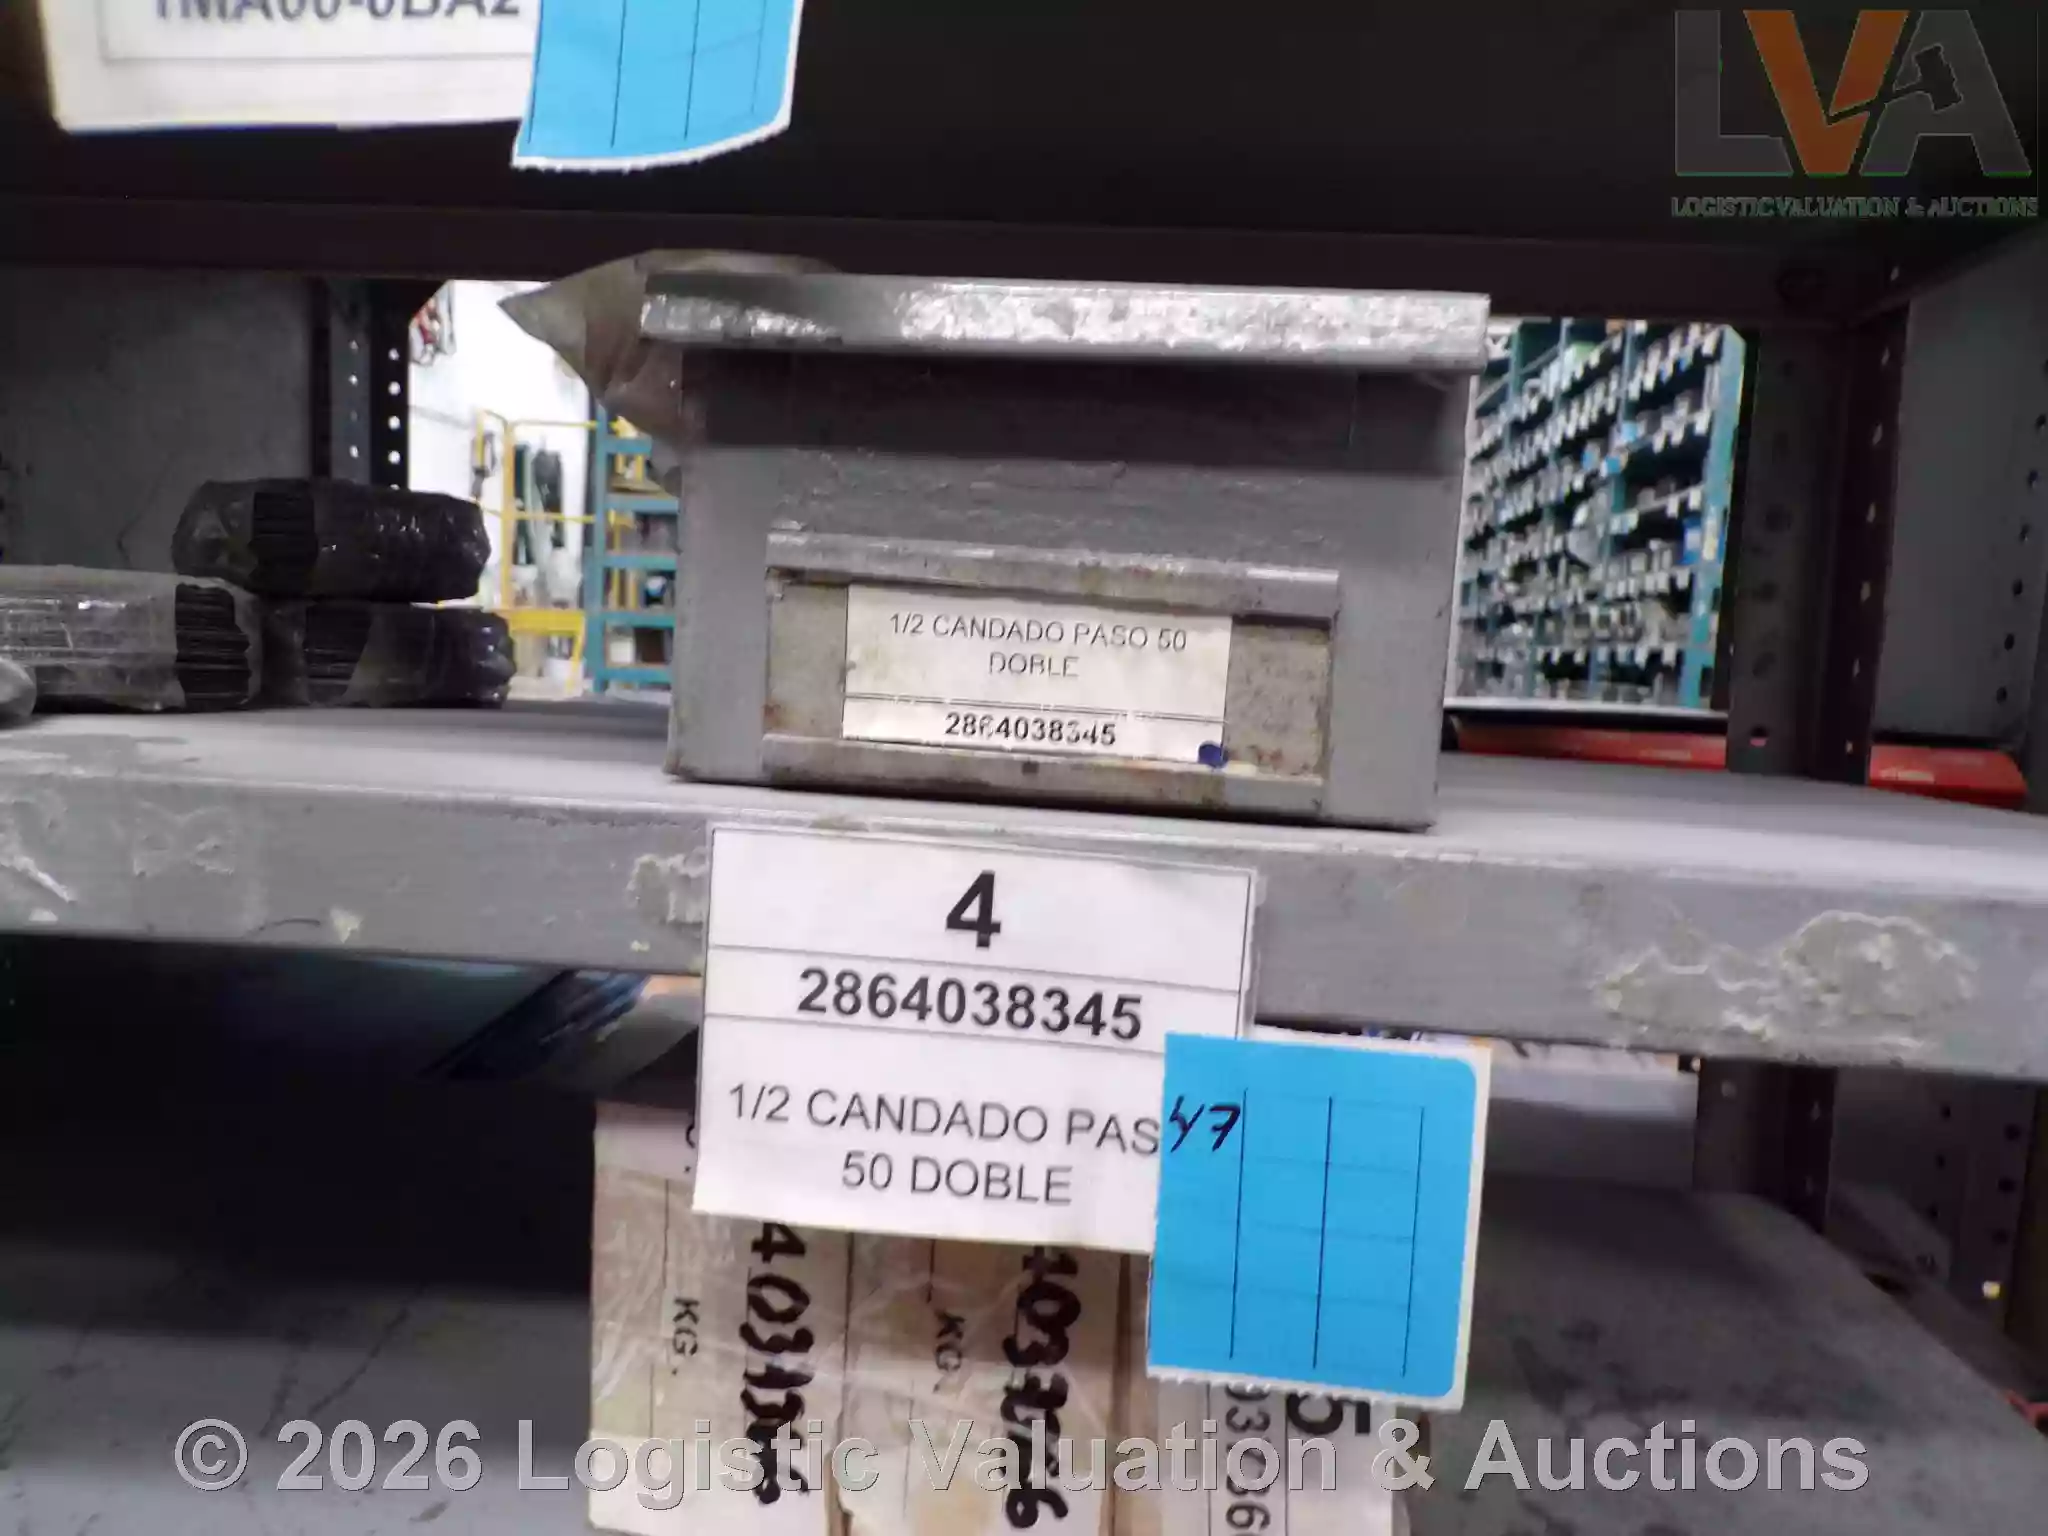 1MA00-0BA2
LVA
LOGISTIC VALUATION & AUCTIONS
1/2 CANDADO PASO 50
DOBLE
2864038345
4
2864038345
1/2 CANDADO PAS
50 DOBLE
47
KG.
KG.
© 2026 Logistic Valuation & Auctions